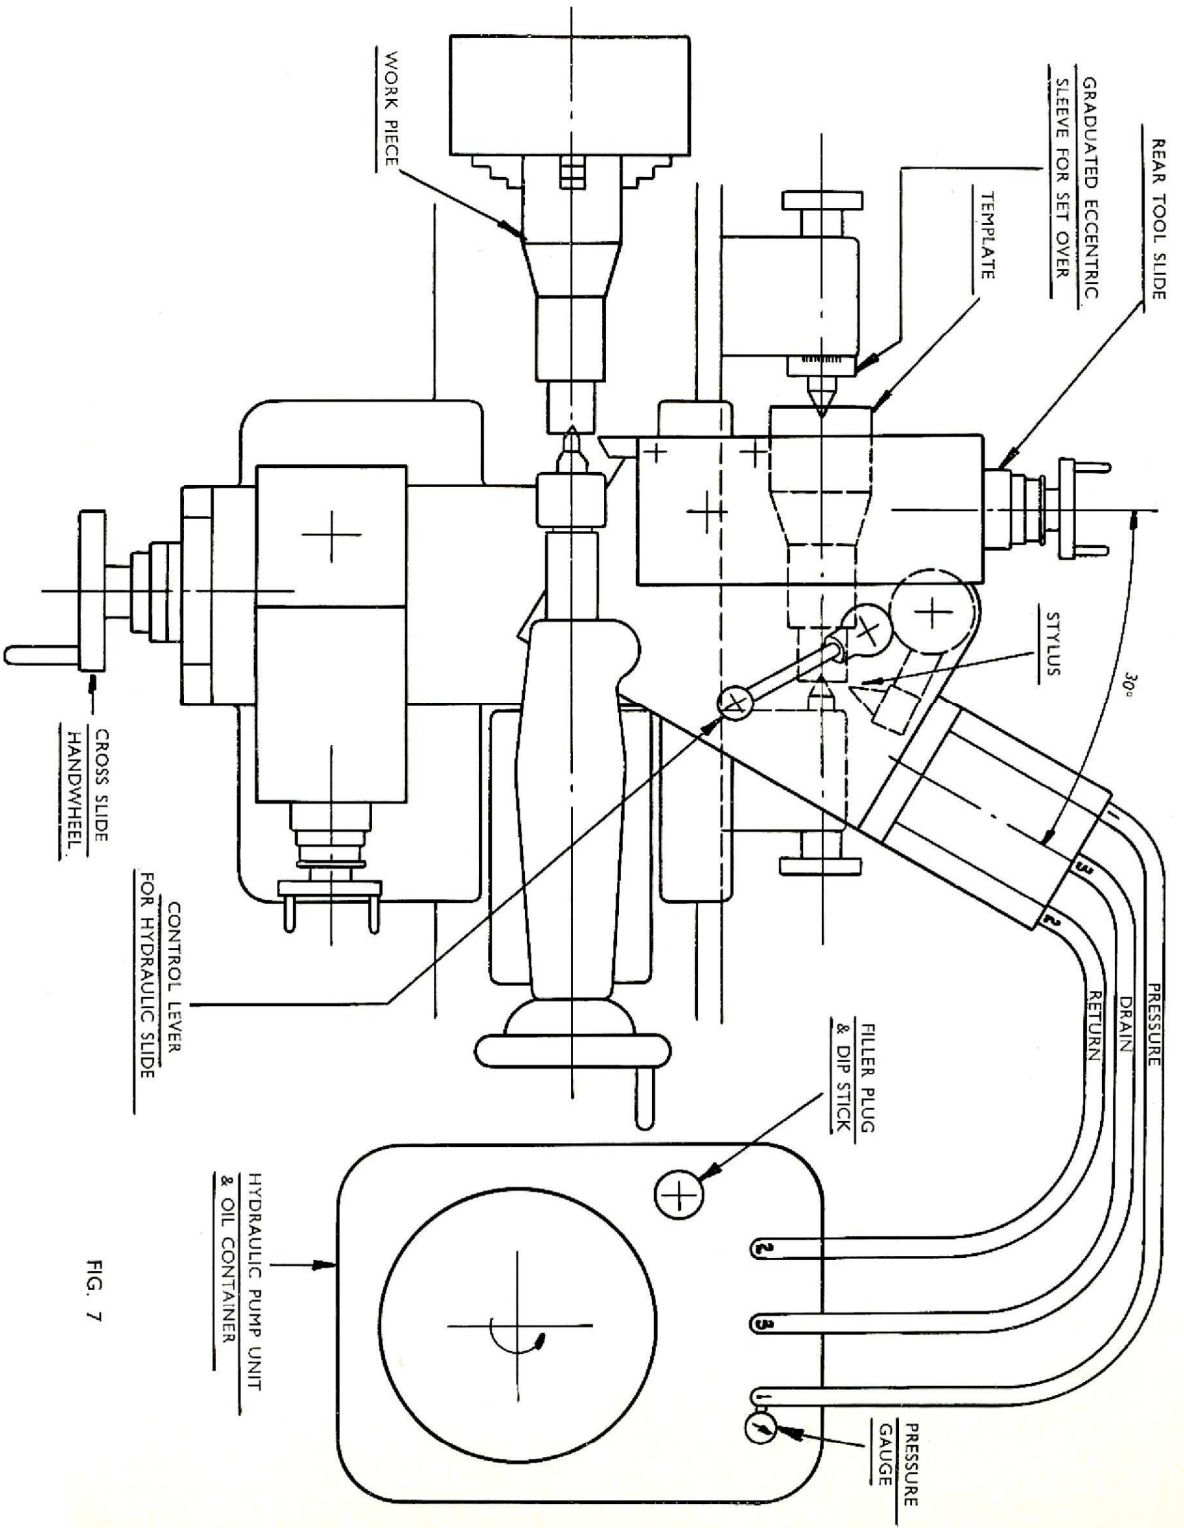 REAR TOOL SLIDE
GRADUATED ECCENTRIC
SLEEVE FOR SET OVER
TEMPLATE
WORK PIECE
STYLUS
30°
1
3
2
PRESSURE
DRAIN
RETURN
FILLER PLUG
& DIP STICK
2
3
1
PRESSURE
GAUGE
CROSS SLIDE
HANDWHEEL.
CONTROL LEVER
FOR HYDRAULIC SLIDE
HYDRAULIC PUMP UNIT
& OIL CONTAINER
FIG. 7